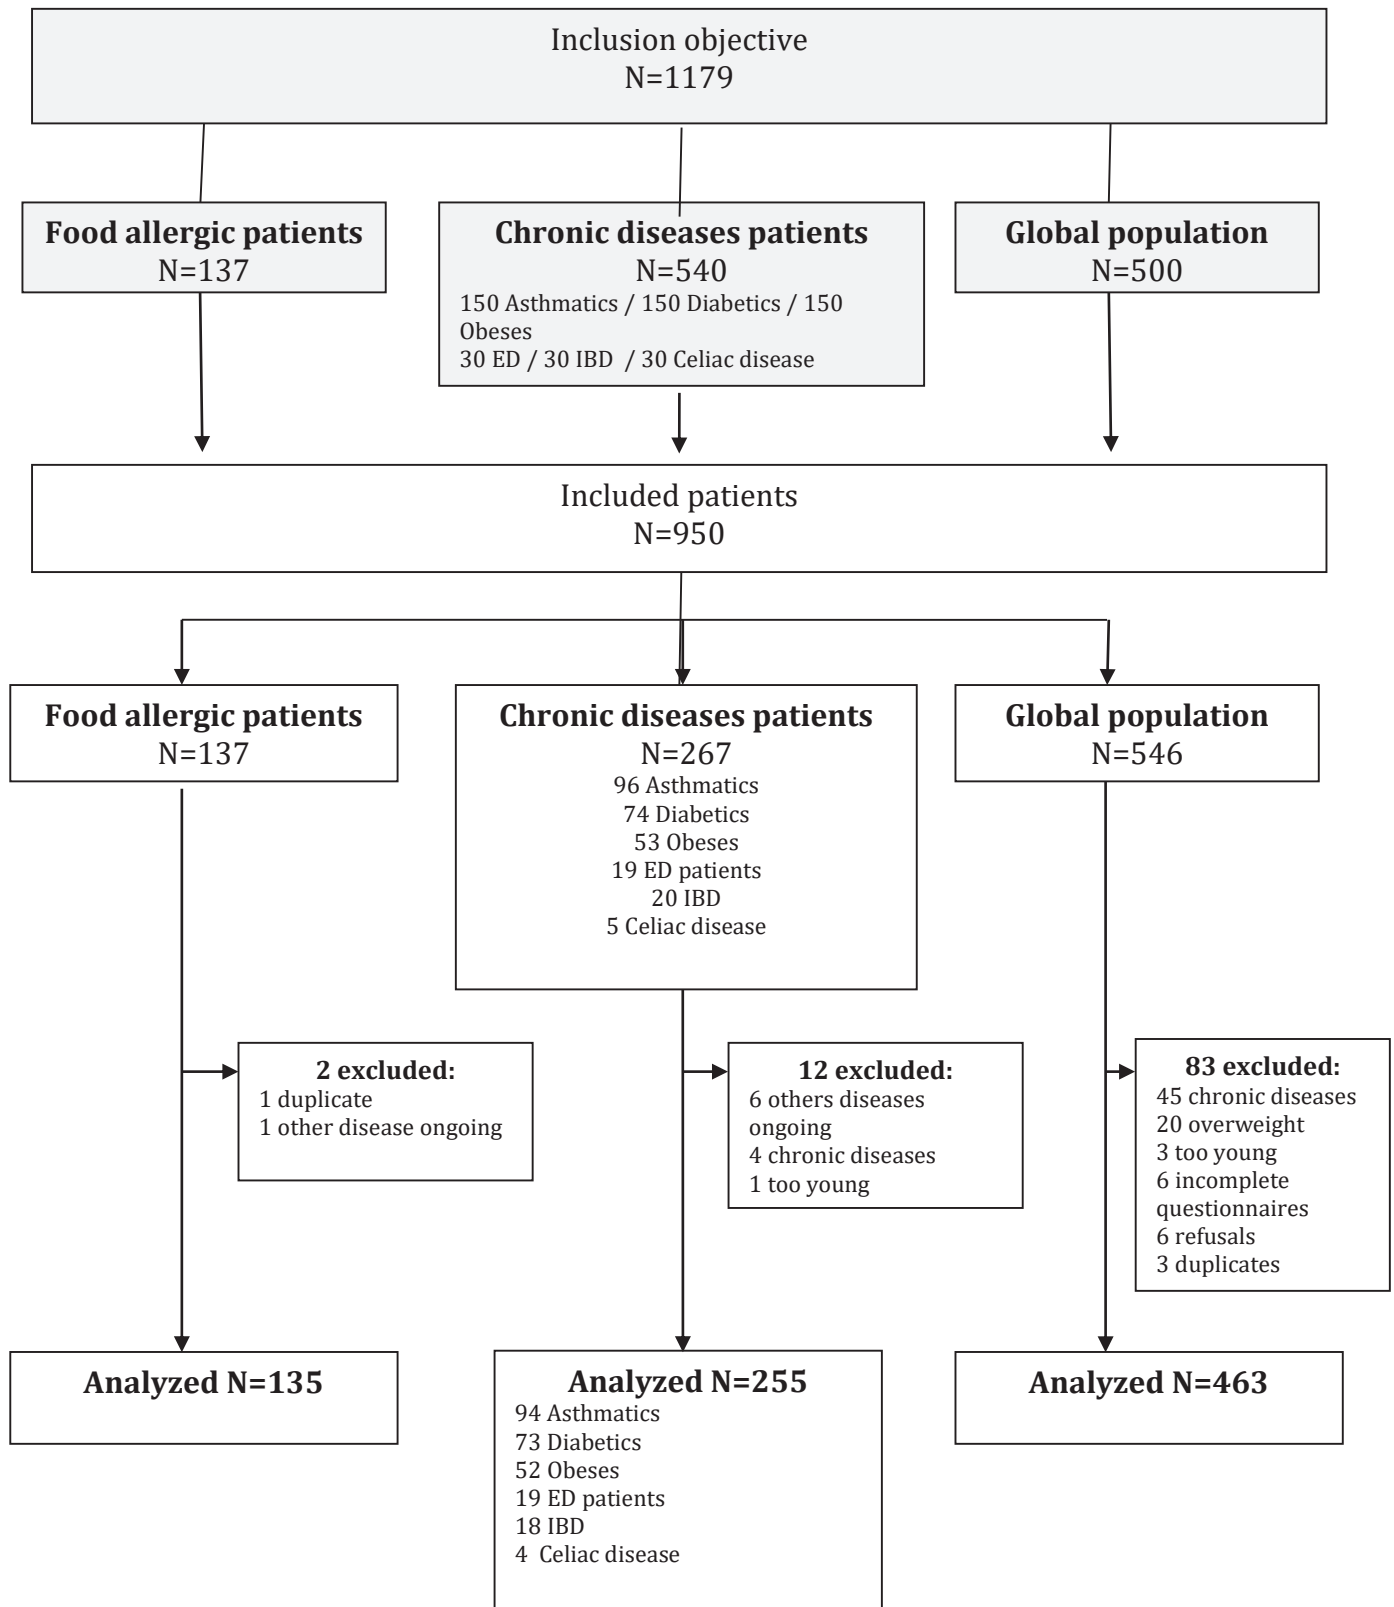 Inclusion objective
N=1179
Food allergic patients
N=137
Chronic diseases patients
N=540
150 Asthmatics / 150 Diabetics / 150
Obeses
30 ED / 30 IBD / 30 Celiac disease
Global population
N=500
Included patients
N=950
Food allergic patients
N=137
Chronic diseases patients
N=267
96 Asthmatics
74 Diabetics
53 Obeses
19 ED patients
20 IBD
5 Celiac disease
Global population
N=546
2 excluded:
1 duplicate
1 other disease ongoing
12 excluded:
6 others diseases
ongoing
4 chronic diseases
1 too young
83 excluded:
45 chronic diseases
20 overweight
3 too young
6 incomplete
questionnaires
6 refusals
3 duplicates
Analyzed N=135
Analyzed N=255
94 Asthmatics
73 Diabetics
52 Obeses
19 ED patients
18 IBD
4 Celiac disease
Analyzed N=463